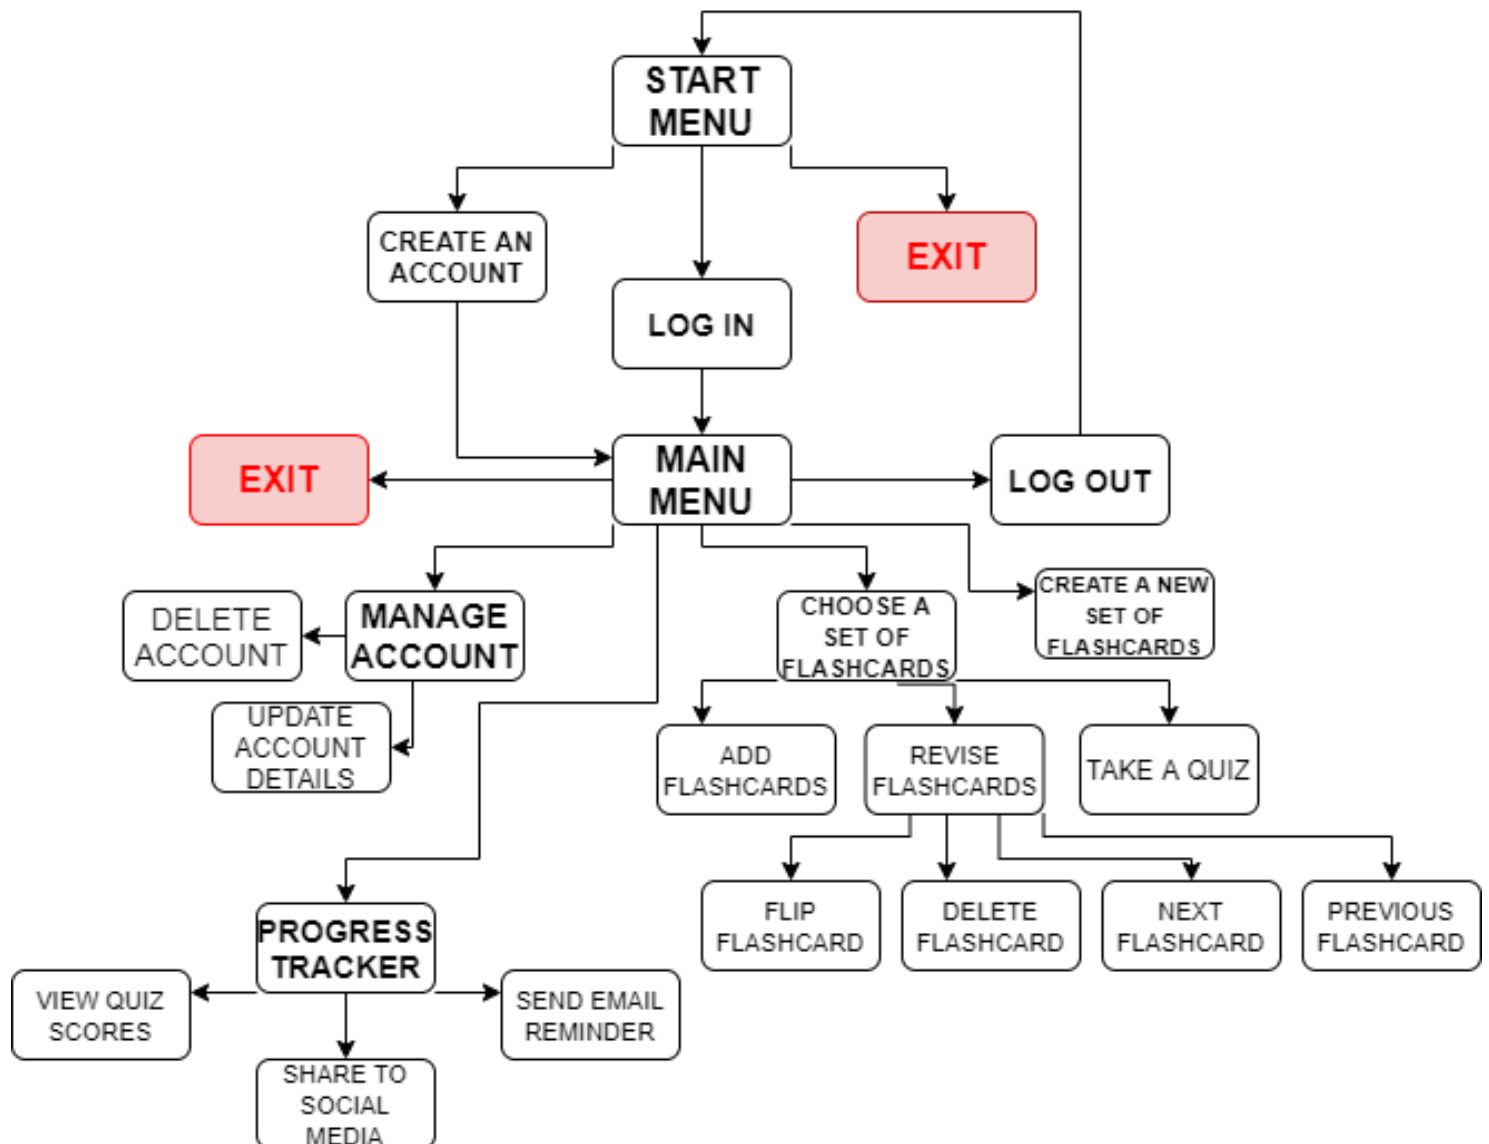 START
MENU
CREATE AN
ACCOUNT
EXIT
LOG IN
EXIT
MAIN
MENU
LOG OUT
DELETE
ACCOUNT
MANAGE
ACCOUNT
CHOOSE A
SET OF
FLASHCARDS
CREATE A NEW
SET OF
FLASHCARDS
UPDATE
ACCOUNT
DETAILS
ADD
FLASHCARDS
REVISE
FLASHCARDS
TAKE A QUIZ
FLIP
FLASHCARD
DELETE
FLASHCARD
NEXT
FLASHCARD
PREVIOUS
FLASHCARD
PROGRESS
TRACKER
VIEW QUIZ
SCORES
SEND EMAIL
REMINDER
SHARE TO
SOCIAL
MEDIA